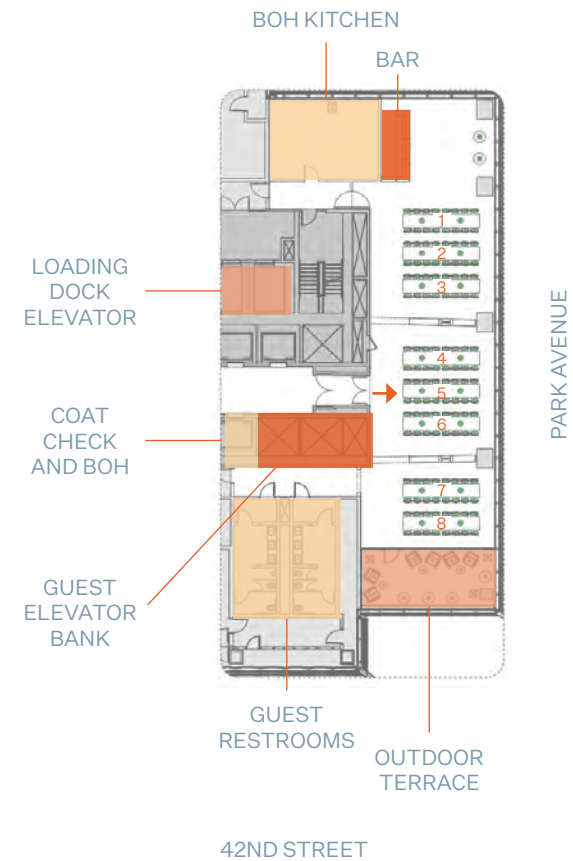 BOH KITCHEN
BAR
1
2
3
LOADING
DOCK
ELEVATOR
PARK AVENUE
4
5
6
COAT
CHECK
AND BOH
7
8
GUEST
ELEVATOR
BANK
GUEST
RESTROOMS
OUTDOOR
TERRACE
42ND STREET